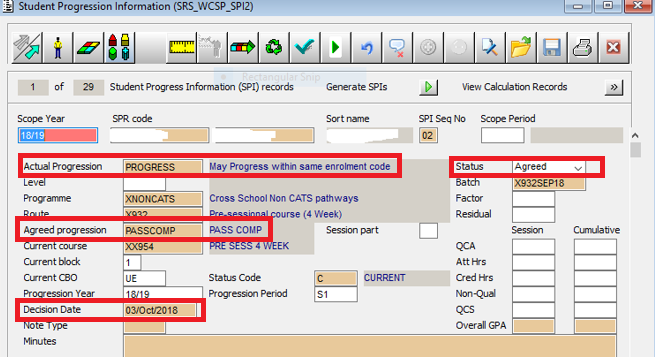 Student Progression Information (SRS_WCSP_SPI2)
Rectangular Snip
1 of 29 Student Progress Information (SPI) records Generate SPIs View Calculation Records »
Scope Year SPR code Sort name SPI Seq No Scope Period
18/19 02
Actual Progression PROGRESS May Progress within same enrolment code Status Agreed
Level Batch X932SEP18
Programme XNONCATS Cross School Non CATS pathways Factor
Route X932 Pre-sessional course (4 Week) Residual
Agreed progression PASSCOMP PASS COMP Session part Session Cumulative
Current course XX954 PRE SESS 4 WEEK QCA
Current block 1 Att Hrs
Current CBO UE Status Code C CURRENT Cred Hrs
Progression Year 18/19 Progression Period S1 Non-Qual
Decision Date 03/Oct/2018 QCS
Note Type Overall GPA
Minutes